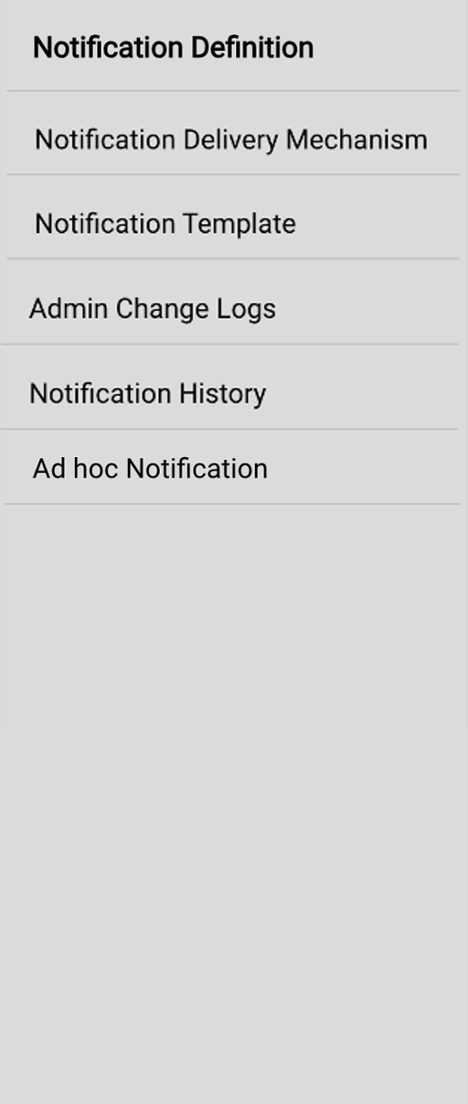 Notification Definition
Notification Delivery Mechanism
Notification Template
Admin Change Logs
Notification History
Ad hoc Notification